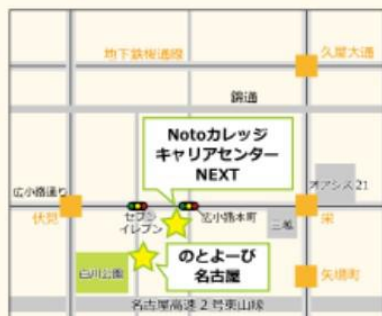 地下鉄桜通線
久屋大通
錦通
Notoカレッジ
キャリアセンター
NEXT
オアシス21
広小路通り
セブン
イレブン
広小路本町
伏見
三越
栄
のとよーび
名古屋
白川公園
矢場町
名古屋高速2号東山線